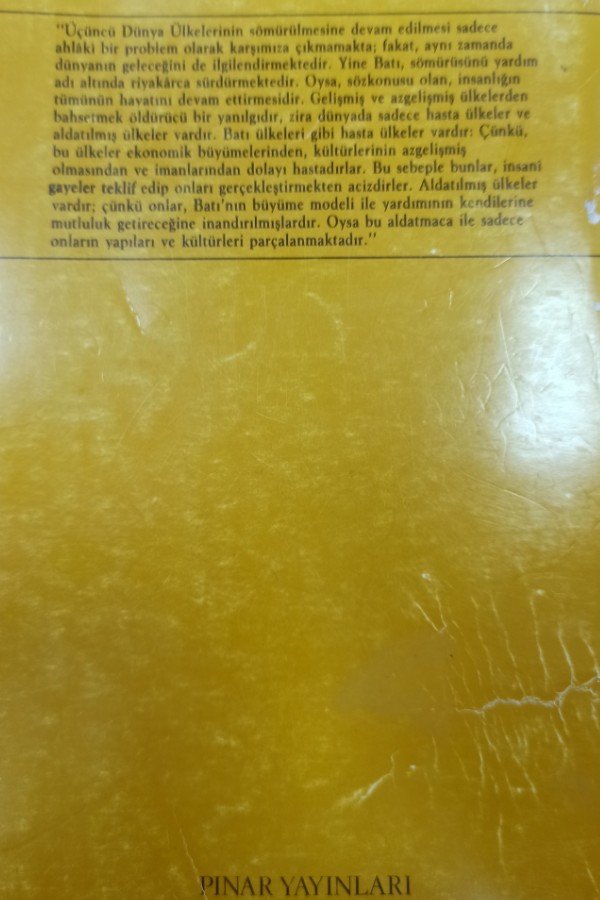 "Üçüncü Dünya Ülkelerinin sömürülmesine devam edilmesi sadece
ahlâki bir problem olarak karşımıza çıkmamakta; fakat, aynı zamanda
dünyanın geleceğini de ilgilendirmektedir. Yine Batı, sömürüsünü yardım
adı altında riyakârca sürdürmektedir. Oysa, sözkonusu olan, insanlığın
tümünün hayatını devam ettirmesidir. Gelişmiş ve azgelişmiş ülkelerden
bahsetmek öldürücü bir yanılgıdır, zira dünyada sadece hasta ülkeler ve
aldatılmış ülkeler vardır. Batı ülkeleri gibi hasta ülkeler vardır: Çünkü,
bu ülkeler ekonomik büyümelerinden, kültürlerinin azgelişmiş
olmasından ve imanlarından dolayı hastadırlar. Bu sebeple bunlar, insani
gayeler teklif edip onları gerçekleştirmekten acizdirler. Aldatılmış ülkeler
vardır; çünkü onlar, Batı'nın büyüme modeli ile yardımının kendilerine
mutluluk getireceğine inandırılmışlardır. Oysa bu aldatmaca ile sadece
onların yapıları ve kültürleri parçalanmaktadır."
PINAR YAYINLARI